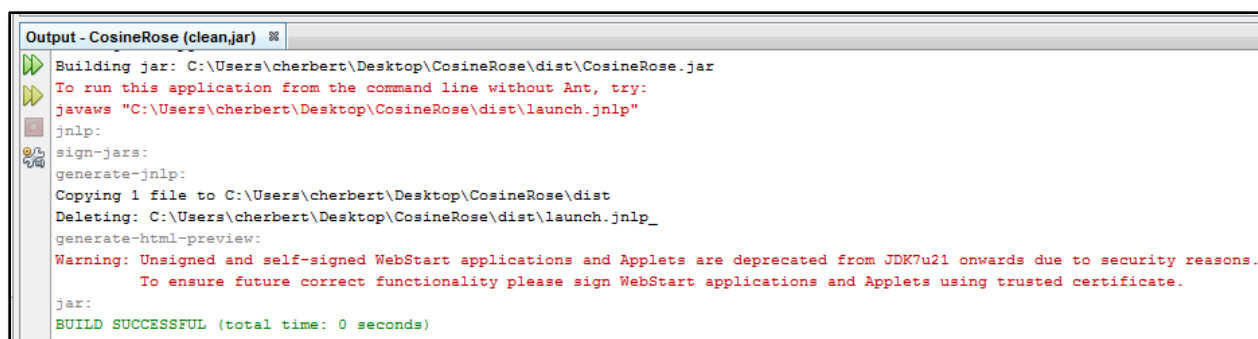 Output - CosineRose (clean,jar)
Building jar: C:\Users\cherbert\Desktop\CosineRose\dist\CosineRose.jar
To run this application from the command line without Ant, try:
javaws "C:\Users\cherbert\Desktop\CosineRose\dist\launch.jnlp"
jnlp:
sign-jars:
generate-jnlp:
Copying 1 file to C:\Users\cherbert\Desktop\CosineRose\dist
Deleting: C:\Users\cherbert\Desktop\CosineRose\dist\launch.jnlp_
generate-html-preview:
Warning: Unsigned and self-signed WebStart applications and Applets are deprecated from JDK7u21 onwards due to security reasons.
To ensure future correct functionality please sign WebStart applications and Applets using trusted certificate.
jar:
BUILD SUCCESSFUL (total time: 0 seconds)